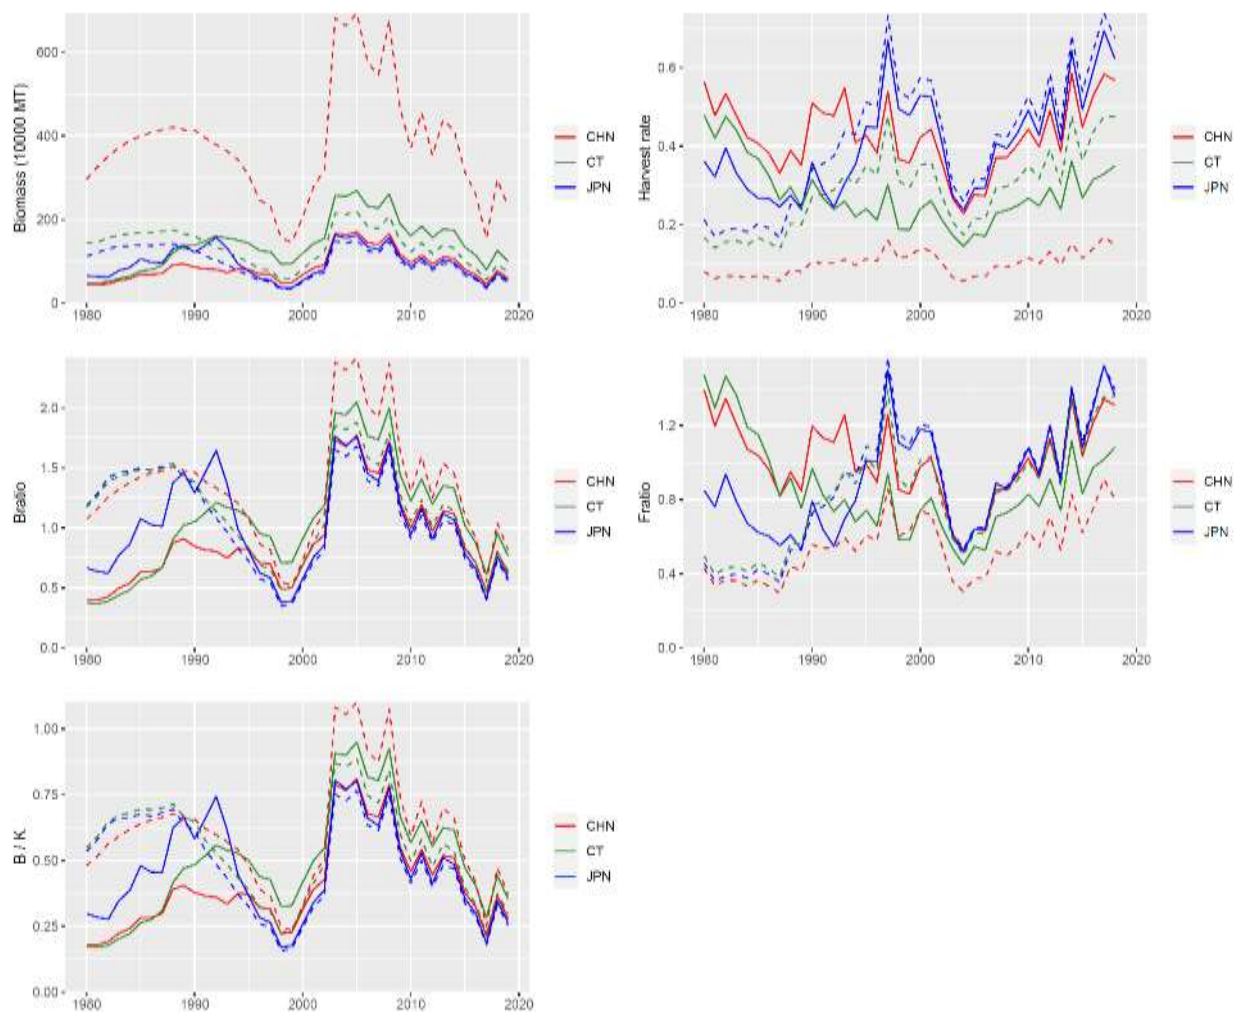 Biomass (10000 MT)
600
400
200
0
1980
1990
2000
2010
2020
CHN
CT
JPN
Harvest rate
0.6
0.4
0.2
0.0
1980
1990
2000
2010
2020
CHN
CT
JPN
Bratio
2.0
1.5
1.0
0.5
0.0
1980
1990
2000
2010
2020
CHN
CT
JPN
Fratio
1.2
0.8
0.4
0.0
1980
1990
2000
2010
2020
CHN
CT
JPN
B / K
1.00
0.75
0.50
0.25
0.00
1980
1990
2000
2010
2020
CHN
CT
JPN